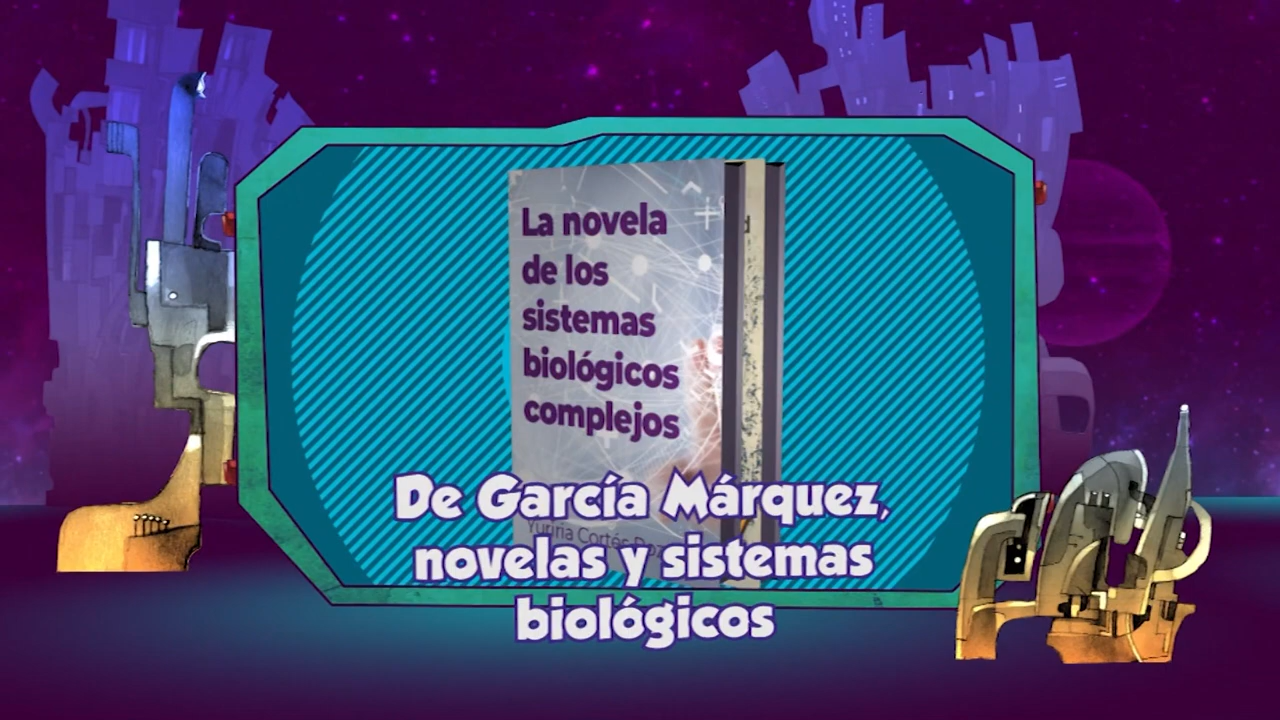 La novela
de los
sistemas
biológicos
complejos
De García Márquez,
novelas y sistemas
biológicos